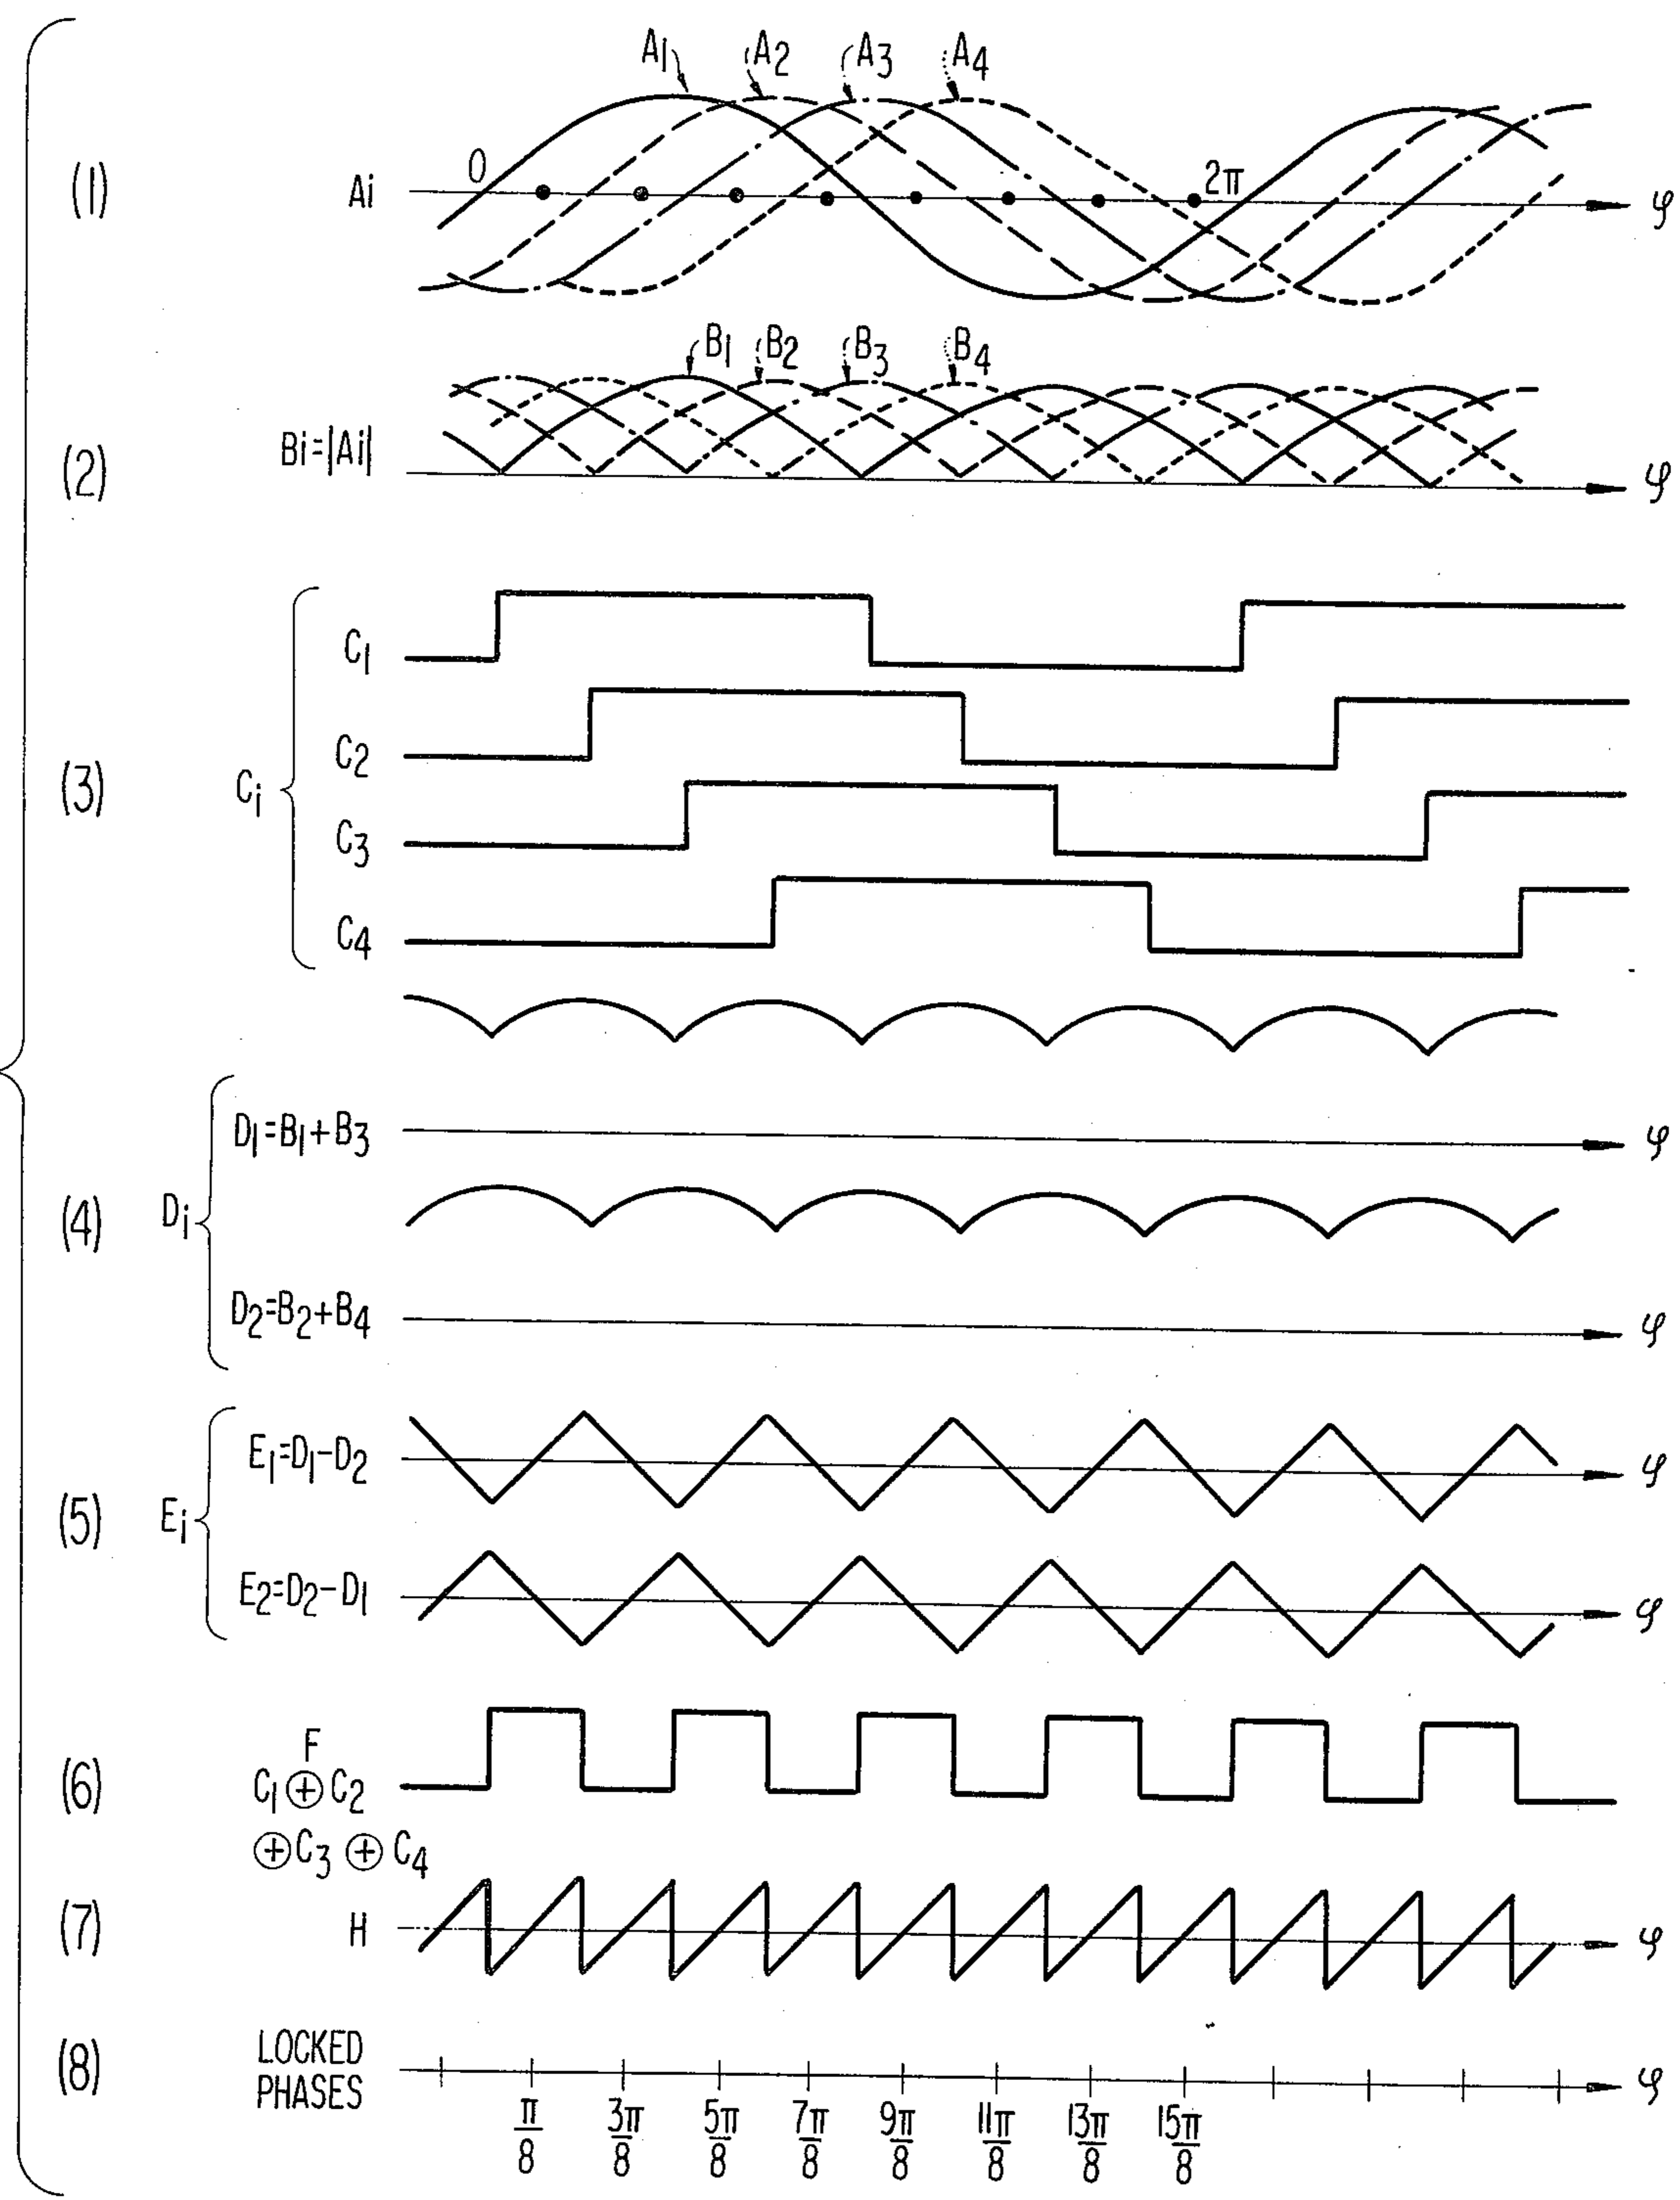 A1 A2 A3 A4
(1) Ai 0 2π φ
B1 B2 B3 B4
(2) Bi=|Ai| φ
C1
C2
(3) Ci
C3
C4
D1=B1+B3 φ
(4) Di
D2=B2+B4 φ
E1=D1-D2 φ
(5) Ei
E2=D2-D1 φ
F
(6) C1 ⊕ C2
⊕ C3 ⊕ C4
(7) H φ
(8) LOCKED
PHASES φ
π/8 3π/8 5π/8 7π/8 9π/8 11π/8 13π/8 15π/8